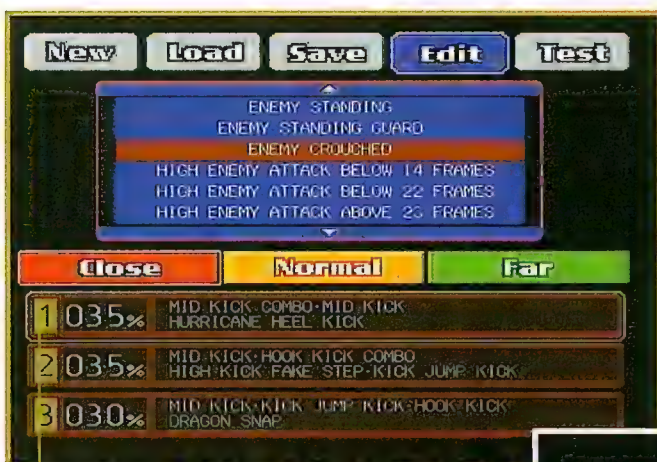 New Load Save Edit Test
ENEMY STANDING
ENEMY STANDING GUARD
ENEMY CROUCHED
HIGH ENEMY ATTACK BELOW 14 FRAMES
HIGH ENEMY ATTACK BELOW 22 FRAMES
HIGH ENEMY ATTACK ABOVE 23 FRAMES
Close Normal Far
1 035% MID KICK COMBO·MID KICK
HURRICANE HEEL KICK
2 035% MID KICK·HOOK KICK COMBO
HIGH KICK FAKE STEP·KICK JUMP KICK
3 030% MID KICK·KICK JUMP KICK·HOOK KICK
DRAGON SNAP